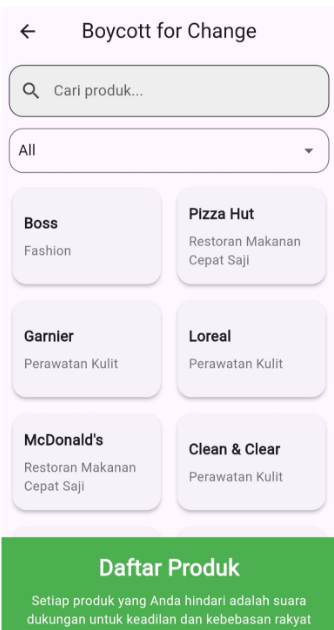 Boycott for Change
Cari produk...
All
Boss
Fashion
Pizza Hut
Restoran Makanan
Cepat Saji
Garnier
Perawatan Kulit
Loreal
Perawatan Kulit
McDonald's
Restoran Makanan
Cepat Saji
Clean & Clear
Perawatan Kulit
Daftar Produk
Setiap produk yang Anda hindari adalah suara
dukungan untuk keadilan dan kebebasan rakyat